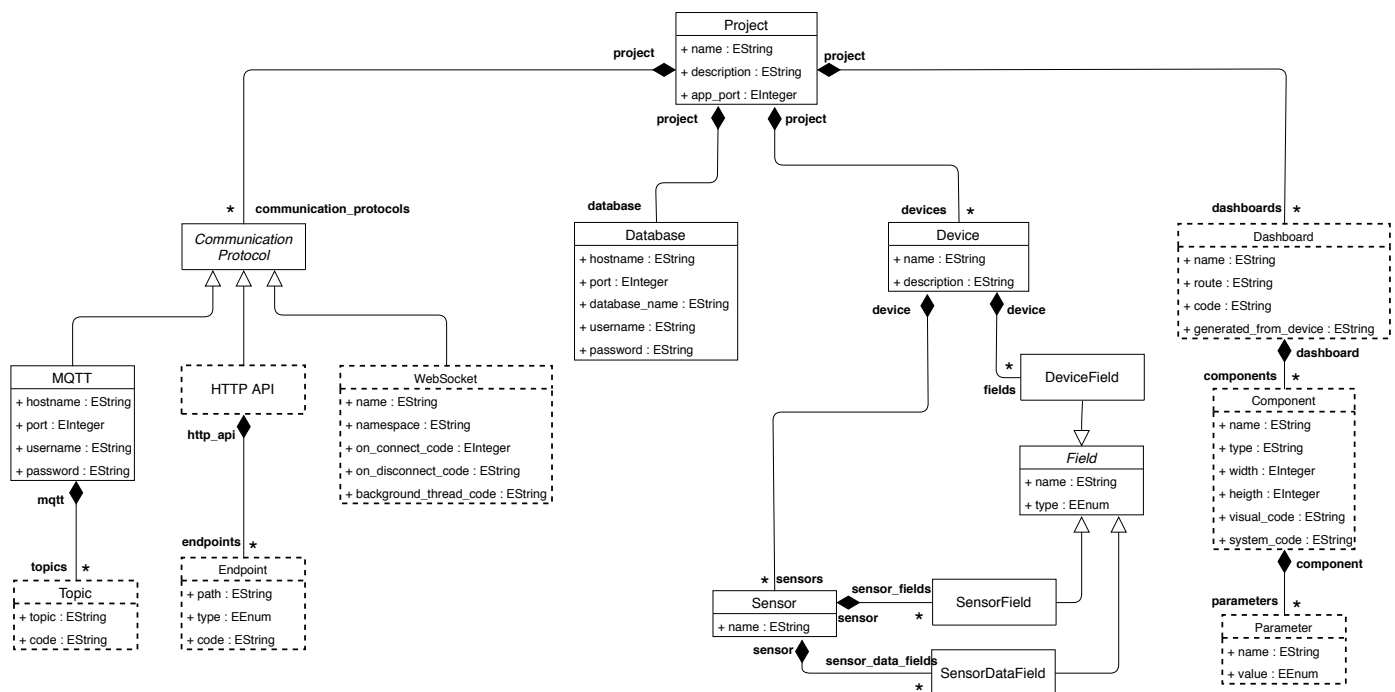 Project
+ name : EString
+ description : EString
+ app_port : EInteger
project
project
project
project
*
communication_protocols
database
devices
*
dashboards
*
Communication
Protocol
Database
+ hostname : EString
+ port : EInteger
+ database_name : EString
+ username : EString
+ password : EString
Device
+ name : EString
+ description : EString
device
device
Dashboard
+ name : EString
+ route : EString
+ code : EString
+ generated_from_device : EString
dashboard
components
*
MQTT
+ hostname : EString
+ port : EInteger
+ username : EString
+ password : EString
mqtt
HTTP API
http_api
WebSocket
+ name : EString
+ namespace : EString
+ on_connect_code : EInteger
+ on_disconnect_code : EString
+ background_thread_code : EString
*
fields
DeviceField
Field
+ name : EString
+ type : EEnum
Component
+ name : EString
+ type : EString
+ width : EInteger
+ heigth : EInteger
+ visual_code : EString
+ system_code : EString
component
parameters
*
topics
*
Topic
+ topic : EString
+ code : EString
endpoints
*
Endpoint
+ path : EString
+ type : EEnum
+ code : EString
*
sensors
Sensor
+ name : EString
sensor_fields
sensor
*
SensorField
sensor
sensor_data_fields
*
SensorDataField
Parameter
+ name : EString
+ value : EEnum